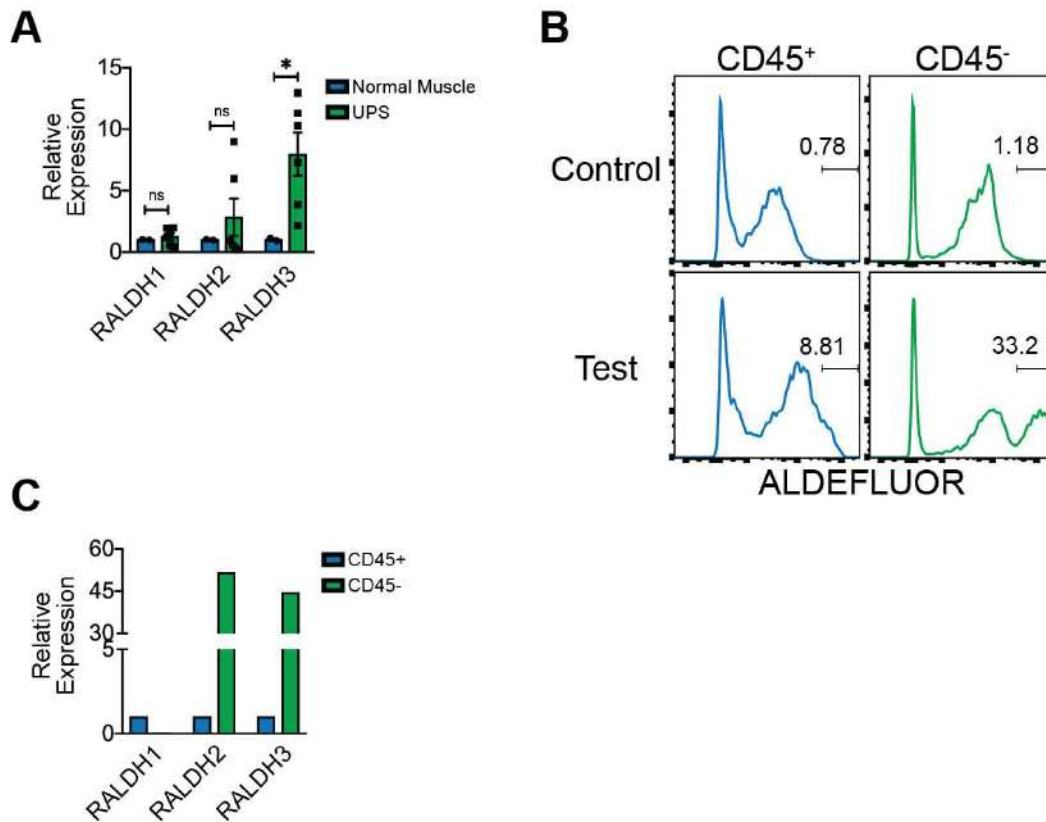 A
15
10
5
0
Relative
Expression
*
ns
ns
Normal Muscle
UPS
RALDH1
RALDH2
RALDH3
B
CD45⁺
CD45⁻
Control
0.78
1.18
Test
8.81
33.2
ALDEFLUOR
C
60
45
30
5
0
Relative
Expression
CD45+
CD45-
RALDH1
RALDH2
RALDH3